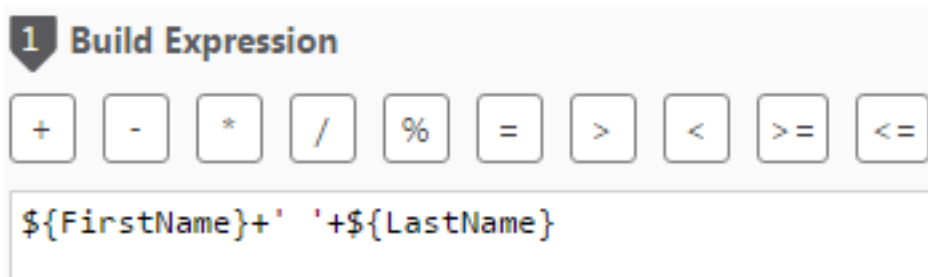 1 Build Expression
+ - * / % = > < >= <=
${FirstName}+' '+${LastName}